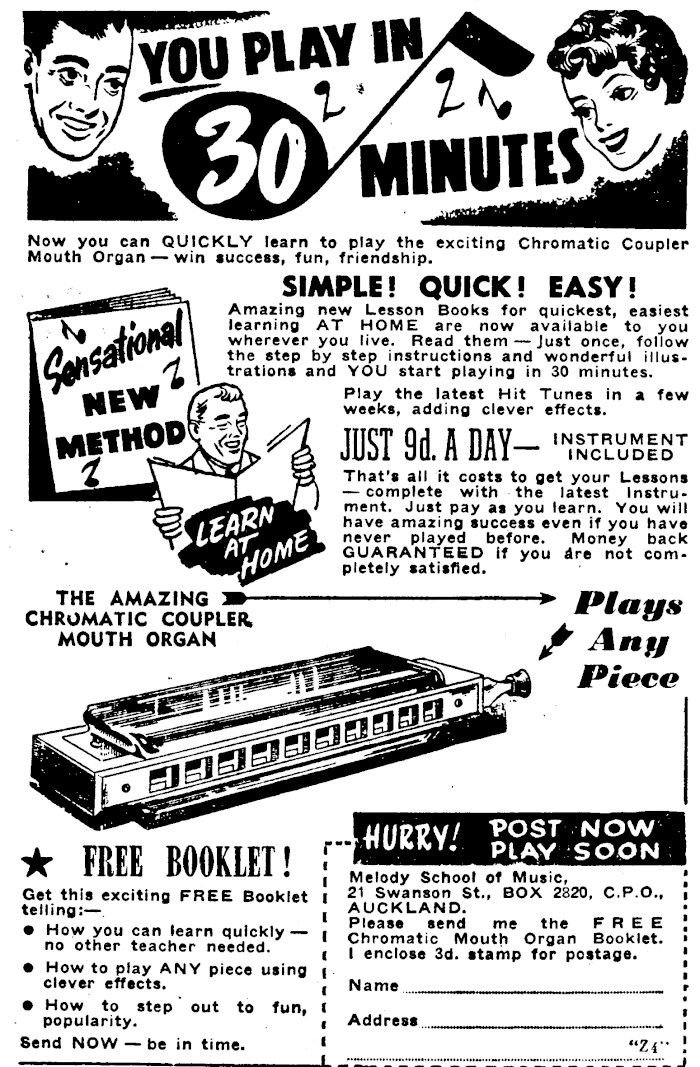 YOU PLAY IN
30
MINUTES
Now you can QUICKLY learn to play the exciting Chromatic Coupler
Mouth Organ — win success, fun, friendship.
SIMPLE! QUICK! EASY!
Amazing new Lesson Books for quickest, easiest
learning AT HOME are now available to you
wherever you live. Read them — Just once, follow
the step by step instructions and wonderful illus-
trations and YOU start playing in 30 minutes.
Sensational
NEW
METHOD
Play the latest Hit Tunes in a few
weeks, adding clever effects.
JUST 9d. A DAY—
INSTRUMENT
INCLUDED
That's all it costs to get your Lessons
— complete with the latest Instru-
ment. Just pay as you learn. You will
have amazing success even if you have
never played before. Money back
GUARANTEED if you are not com-
pletely satisfied.
LEARN
AT
HOME
THE AMAZING
CHROMATIC COUPLER
MOUTH ORGAN
Plays
Any
Piece
★ FREE BOOKLET!
Get this exciting FREE Booklet
telling:—
● How you can learn quickly —
no other teacher needed.
● How to play ANY piece using
clever effects.
● How to step out to fun,
popularity.
Send NOW — be in time.
HURRY! POST NOW
PLAY SOON
Melody School of Music,
21 Swanson St., BOX 2820, C.P.O.,
AUCKLAND.
Please send me the FREE
Chromatic Mouth Organ Booklet.
I enclose 3d. stamp for postage.
Name
Address
"Z4"